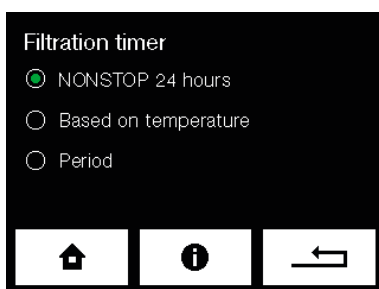 Filtration timer
NONSTOP 24 hours
Based on temperature
Period